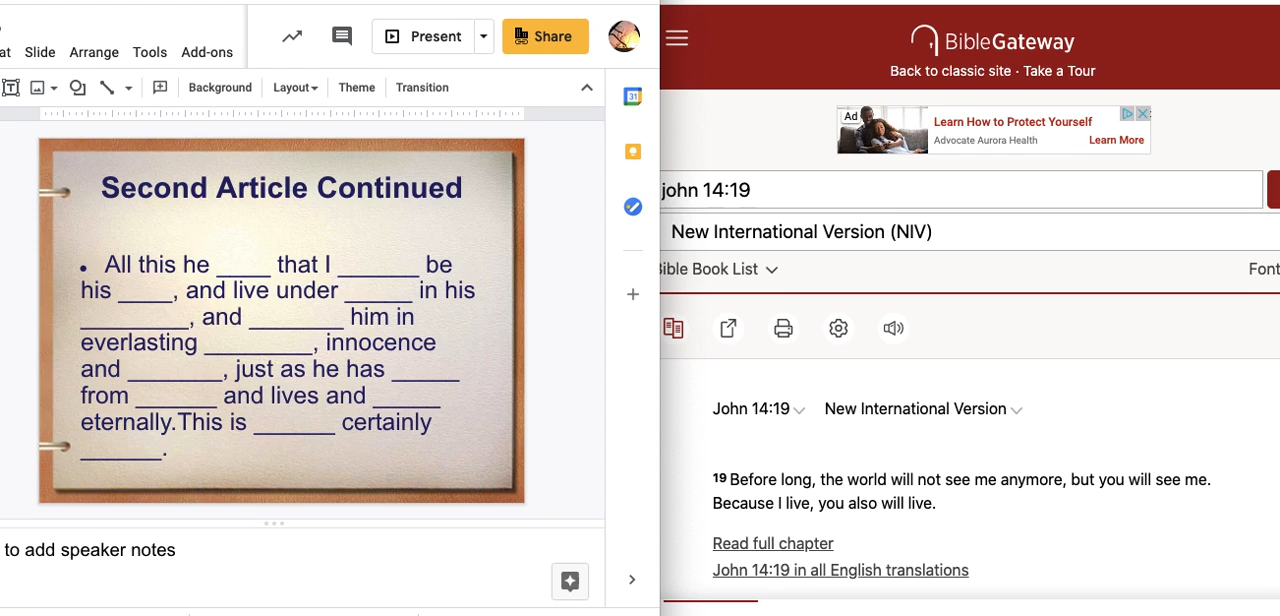 at Slide Arrange Tools Add-ons
Present
Share
Background Layout Theme Transition
31
Second Article Continued
• All this he ____ that I ______ be
his ____, and live under _____ in his
________, and _______ him in
everlasting ________, innocence
and _______, just as he has _____
from ______ and lives and _____
eternally.This is ______ certainly
______.
to add speaker notes
BibleGateway
Back to classic site · Take a Tour
Ad
Learn How to Protect Yourself
Advocate Aurora Health
Learn More
john 14:19
New International Version (NIV)
Bible Book List
Font
John 14:19 New International Version
19 Before long, the world will not see me anymore, but you will see me.
Because I live, you also will live.
Read full chapter
John 14:19 in all English translations